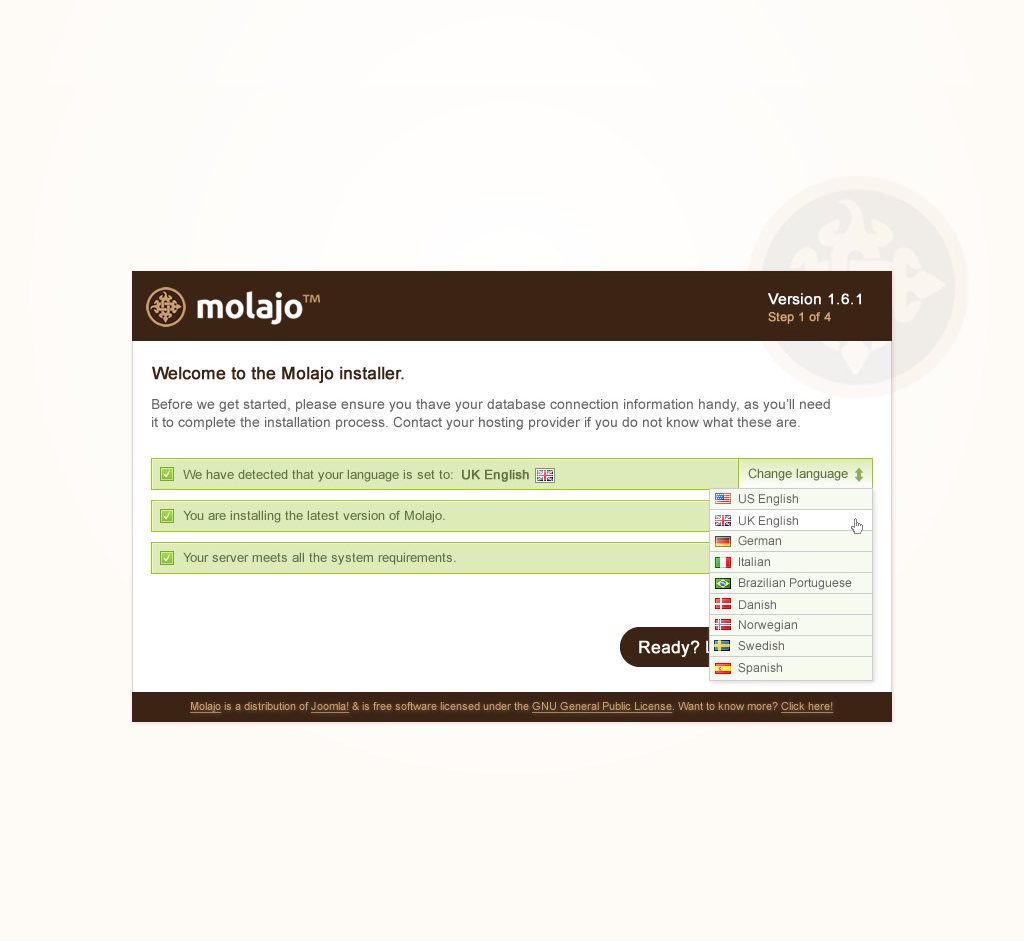 molajo™
Version 1.6.1
Step 1 of 4
Welcome to the Molajo installer.
Before we get started, please ensure you thave your database connection information handy, as you'll need
it to complete the installation process. Contact your hosting provider if you do not know what these are.
We have detected that your language is set to: UK English
Change language
You are installing the latest version of Molajo.
Your server meets all the system requirements.
US English
UK English
German
Italian
Brazilian Portuguese
Danish
Norwegian
Swedish
Spanish
Ready?
Molajo is a distribution of Joomla! & is free software licensed under the GNU General Public License. Want to know more? Click here!